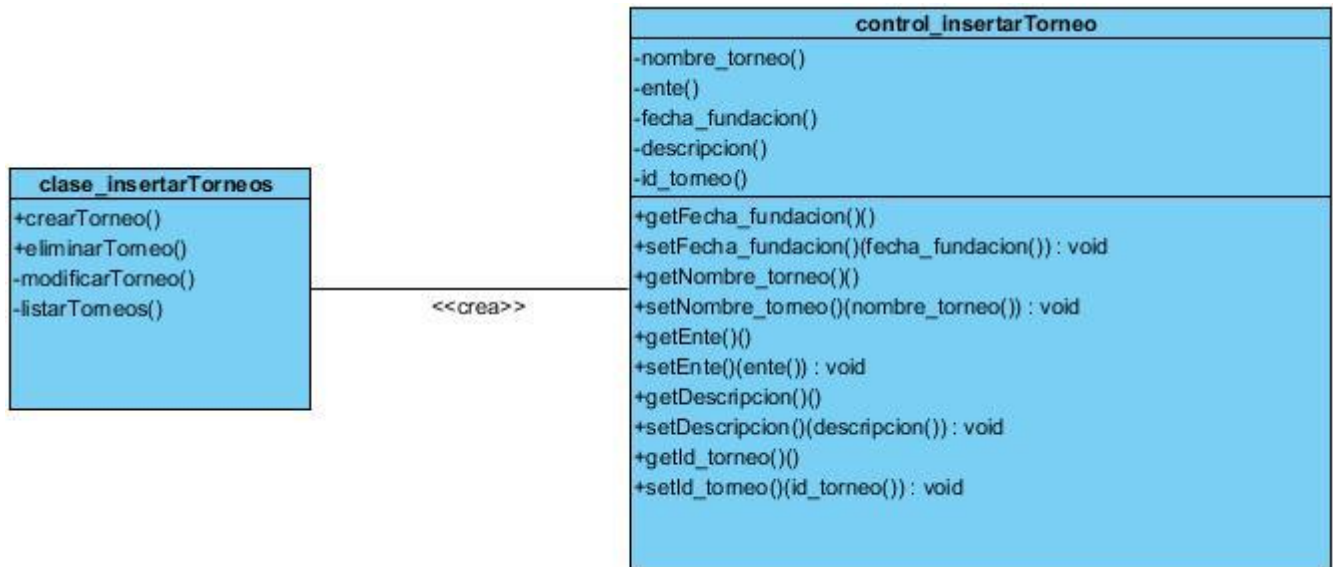 control_insertarTorneo
-nombre_torneo()
-ente()
-fecha_fundacion()
-descripcion()
-id_torneo()
+getFecha_fundacion()()
+setFecha_fundacion()(fecha_fundacion()) : void
+getNombre_torneo()()
+setNombre_torneo()(nombre_torneo()) : void
+getEnte()()
+setEnte()(ente()) : void
+getDescripcion()()
+setDescripcion()(descripcion()) : void
+getId_torneo()()
+setId_torneo()(id_torneo()) : void
clase_insertarTorneos
+crearTorneo()
+eliminarTorneo()
-modificarTorneo()
-listarTorneos()
<<crea>>